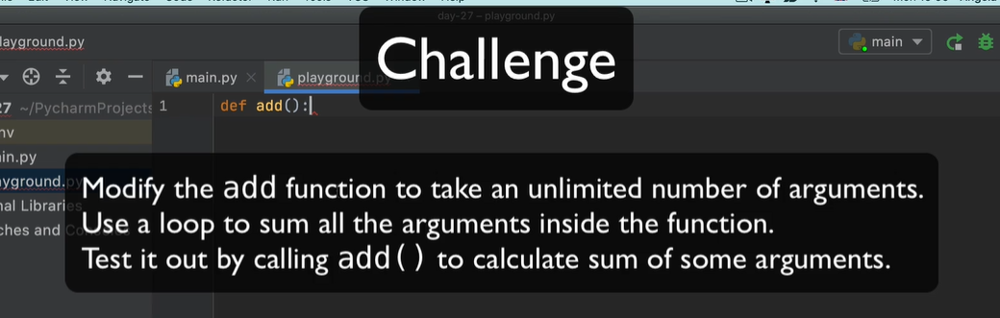 day-27 – playground.py
Challenge
layground.py
main
main.py
playground.py
27 ~/PycharmProjects
1
def add():
nv
in.py
yground.py
nal Libraries
ches and Consoles
Modify the add function to take an unlimited number of arguments.
Use a loop to sum all the arguments inside the function.
Test it out by calling add() to calculate sum of some arguments.